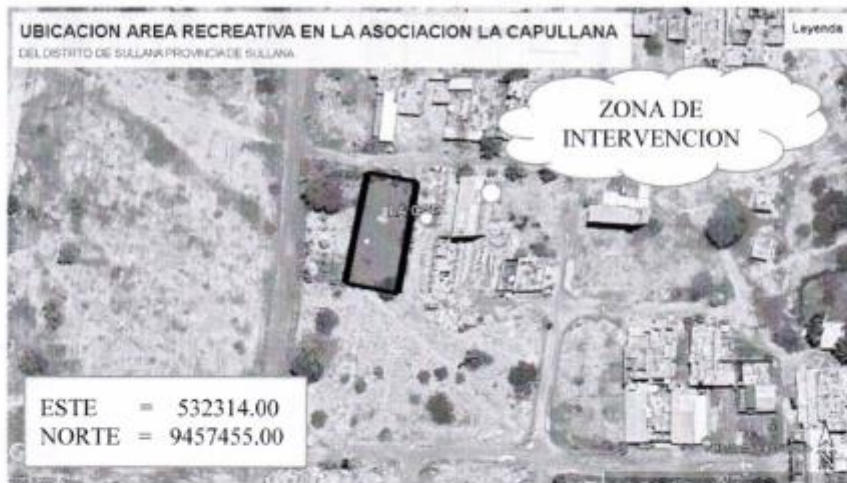 UBICACION AREA RECREATIVA EN LA ASOCIACION LA CAPULLANA
DEL DISTRITO DE SULLANA PROVINCIA DE SULLANA
Leyenda
ZONA DE
INTERVENCION
LA
ESTE = 532314.00
NORTE = 9457455.00